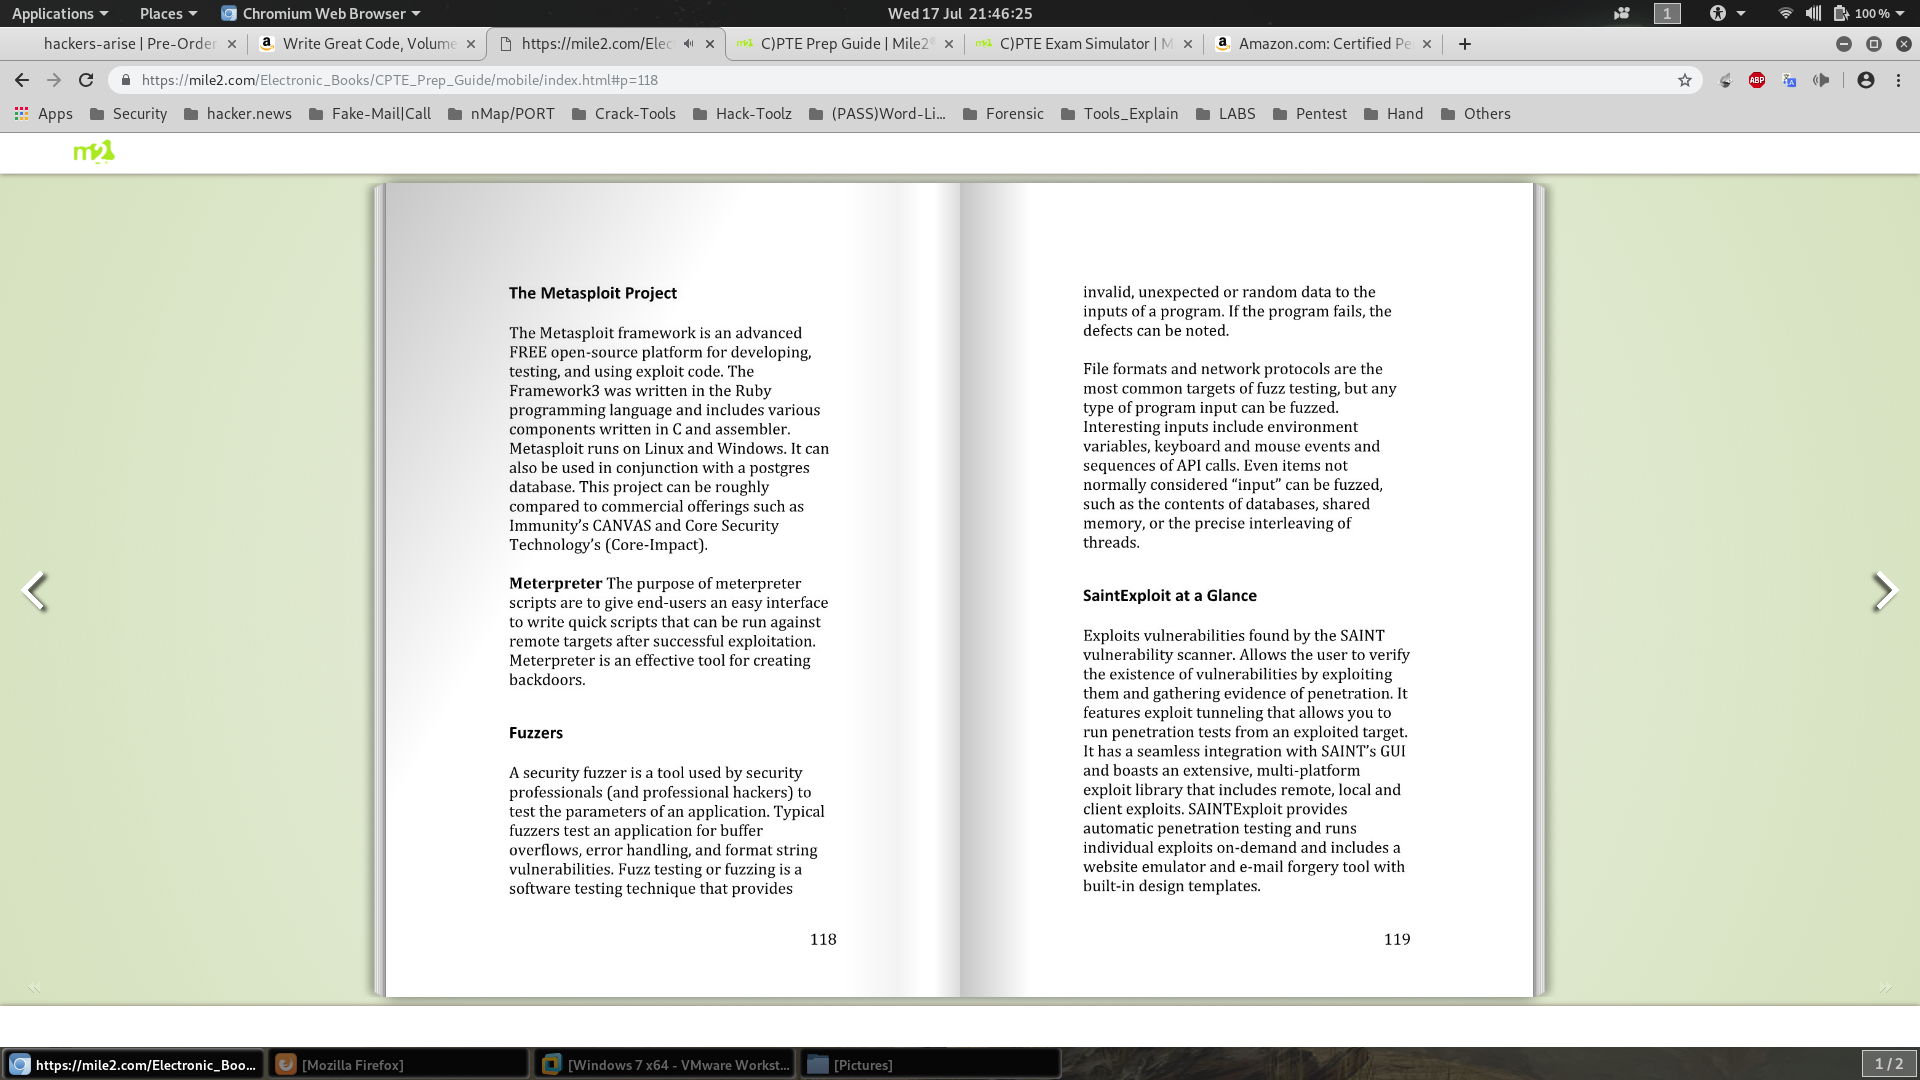 Applications
Places
Chromium Web Browser
Wed 17 Jul 21:46:25
1
100 %
hackers-arise | Pre-Order
Write Great Code, Volume
https://mile2.com/Elec
C)PTE Prep Guide | Mile2®
C)PTE Exam Simulator | M
Amazon.com: Certified Pe
https://mile2.com/Electronic_Books/CPTE_Prep_Guide/mobile/index.html#p=118
ABP
Apps
Security
hacker.news
Fake-Mail|Call
nMap/PORT
Crack-Tools
Hack-Toolz
(PASS)Word-Li...
Forensic
Tools_Explain
LABS
Pentest
Hand
Others
m2
The Metasploit Project
The Metasploit framework is an advanced
FREE open-source platform for developing,
testing, and using exploit code. The
Framework3 was written in the Ruby
programming language and includes various
components written in C and assembler.
Metasploit runs on Linux and Windows. It can
also be used in conjunction with a postgres
database. This project can be roughly
compared to commercial offerings such as
Immunity's CANVAS and Core Security
Technology's (Core-Impact).
Meterpreter The purpose of meterpreter
scripts are to give end-users an easy interface
to write quick scripts that can be run against
remote targets after successful exploitation.
Meterpreter is an effective tool for creating
backdoors.
Fuzzers
A security fuzzer is a tool used by security
professionals (and professional hackers) to
test the parameters of an application. Typical
fuzzers test an application for buffer
overflows, error handling, and format string
vulnerabilities. Fuzz testing or fuzzing is a
software testing technique that provides
118
invalid, unexpected or random data to the
inputs of a program. If the program fails, the
defects can be noted.
File formats and network protocols are the
most common targets of fuzz testing, but any
type of program input can be fuzzed.
Interesting inputs include environment
variables, keyboard and mouse events and
sequences of API calls. Even items not
normally considered “input” can be fuzzed,
such as the contents of databases, shared
memory, or the precise interleaving of
threads.
SaintExploit at a Glance
Exploits vulnerabilities found by the SAINT
vulnerability scanner. Allows the user to verify
the existence of vulnerabilities by exploiting
them and gathering evidence of penetration. It
features exploit tunneling that allows you to
run penetration tests from an exploited target.
It has a seamless integration with SAINT's GUI
and boasts an extensive, multi-platform
exploit library that includes remote, local and
client exploits. SAINTExploit provides
automatic penetration testing and runs
individual exploits on-demand and includes a
website emulator and e-mail forgery tool with
built-in design templates.
119
https://mile2.com/Electronic_Boo...
[Mozilla Firefox]
[Windows 7 x64 - VMware Workst...
[Pictures]
1 / 2